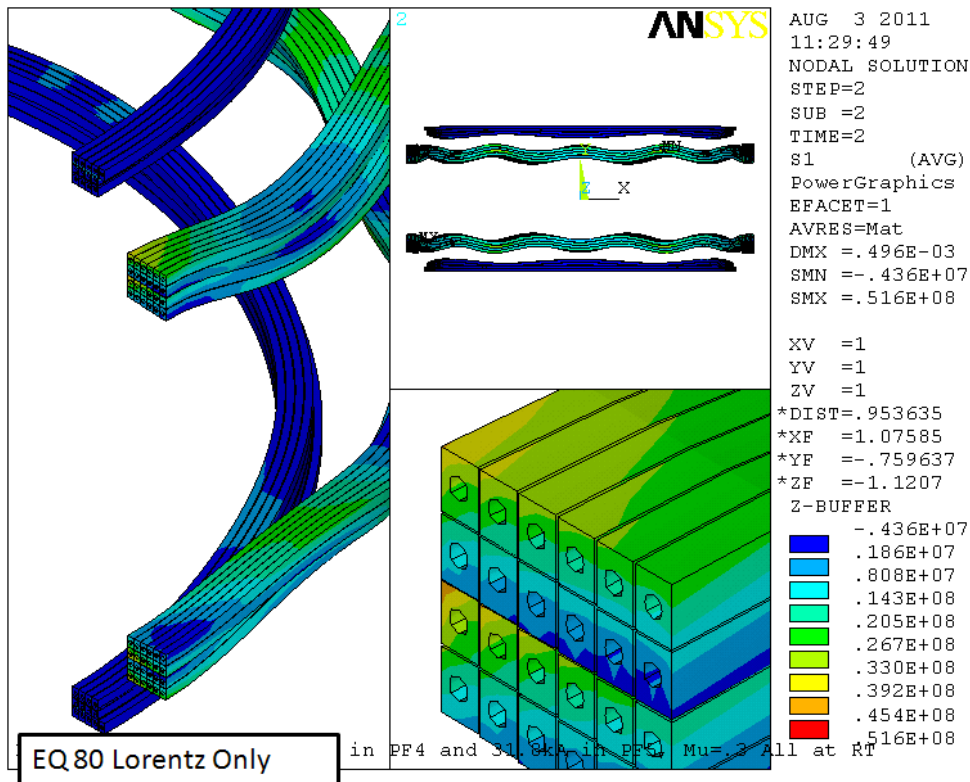 2
ANSYS
AUG 3 2011
11:29:49
NODAL SOLUTION
STEP=2
SUB =2
TIME=2
S1 (AVG)
PowerGraphics
EFACET=1
AVRES=Mat
DMX =.496E-03
SMN =-.436E+07
SMX =.516E+08
XV =1
YV =1
ZV =1
*DIST=.953635
*XF =1.07585
*YF =-.759637
*ZF =-1.1207
Z-BUFFER
-.436E+07
.186E+07
.808E+07
.143E+08
.205E+08
.267E+08
.330E+08
.392E+08
.454E+08
.516E+08
MN
Y
Z X
MX
in PF4 and 31.8kA in PF5, Mu=.3 All at RT
EQ 80 Lorentz Only